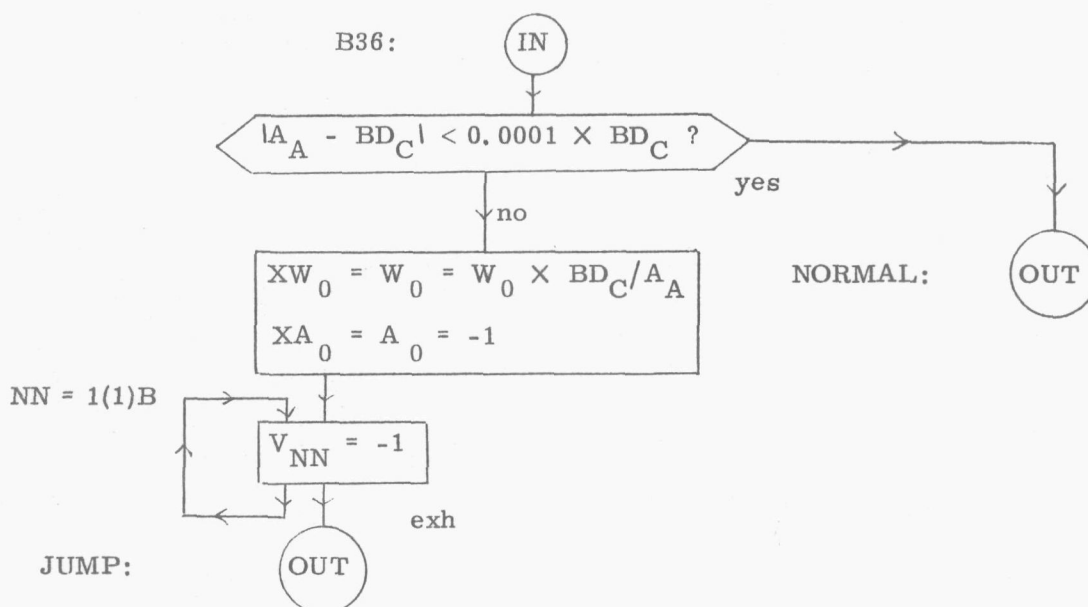 B36: IN
|A_A - BD_C| < 0.0001 × BD_C ?
yes
no
XW_0 = W_0 = W_0 × BD_C/A_A
NORMAL: OUT
XA_0 = A_0 = -1
NN = 1(1)B
V_NN = -1
exh
JUMP: OUT